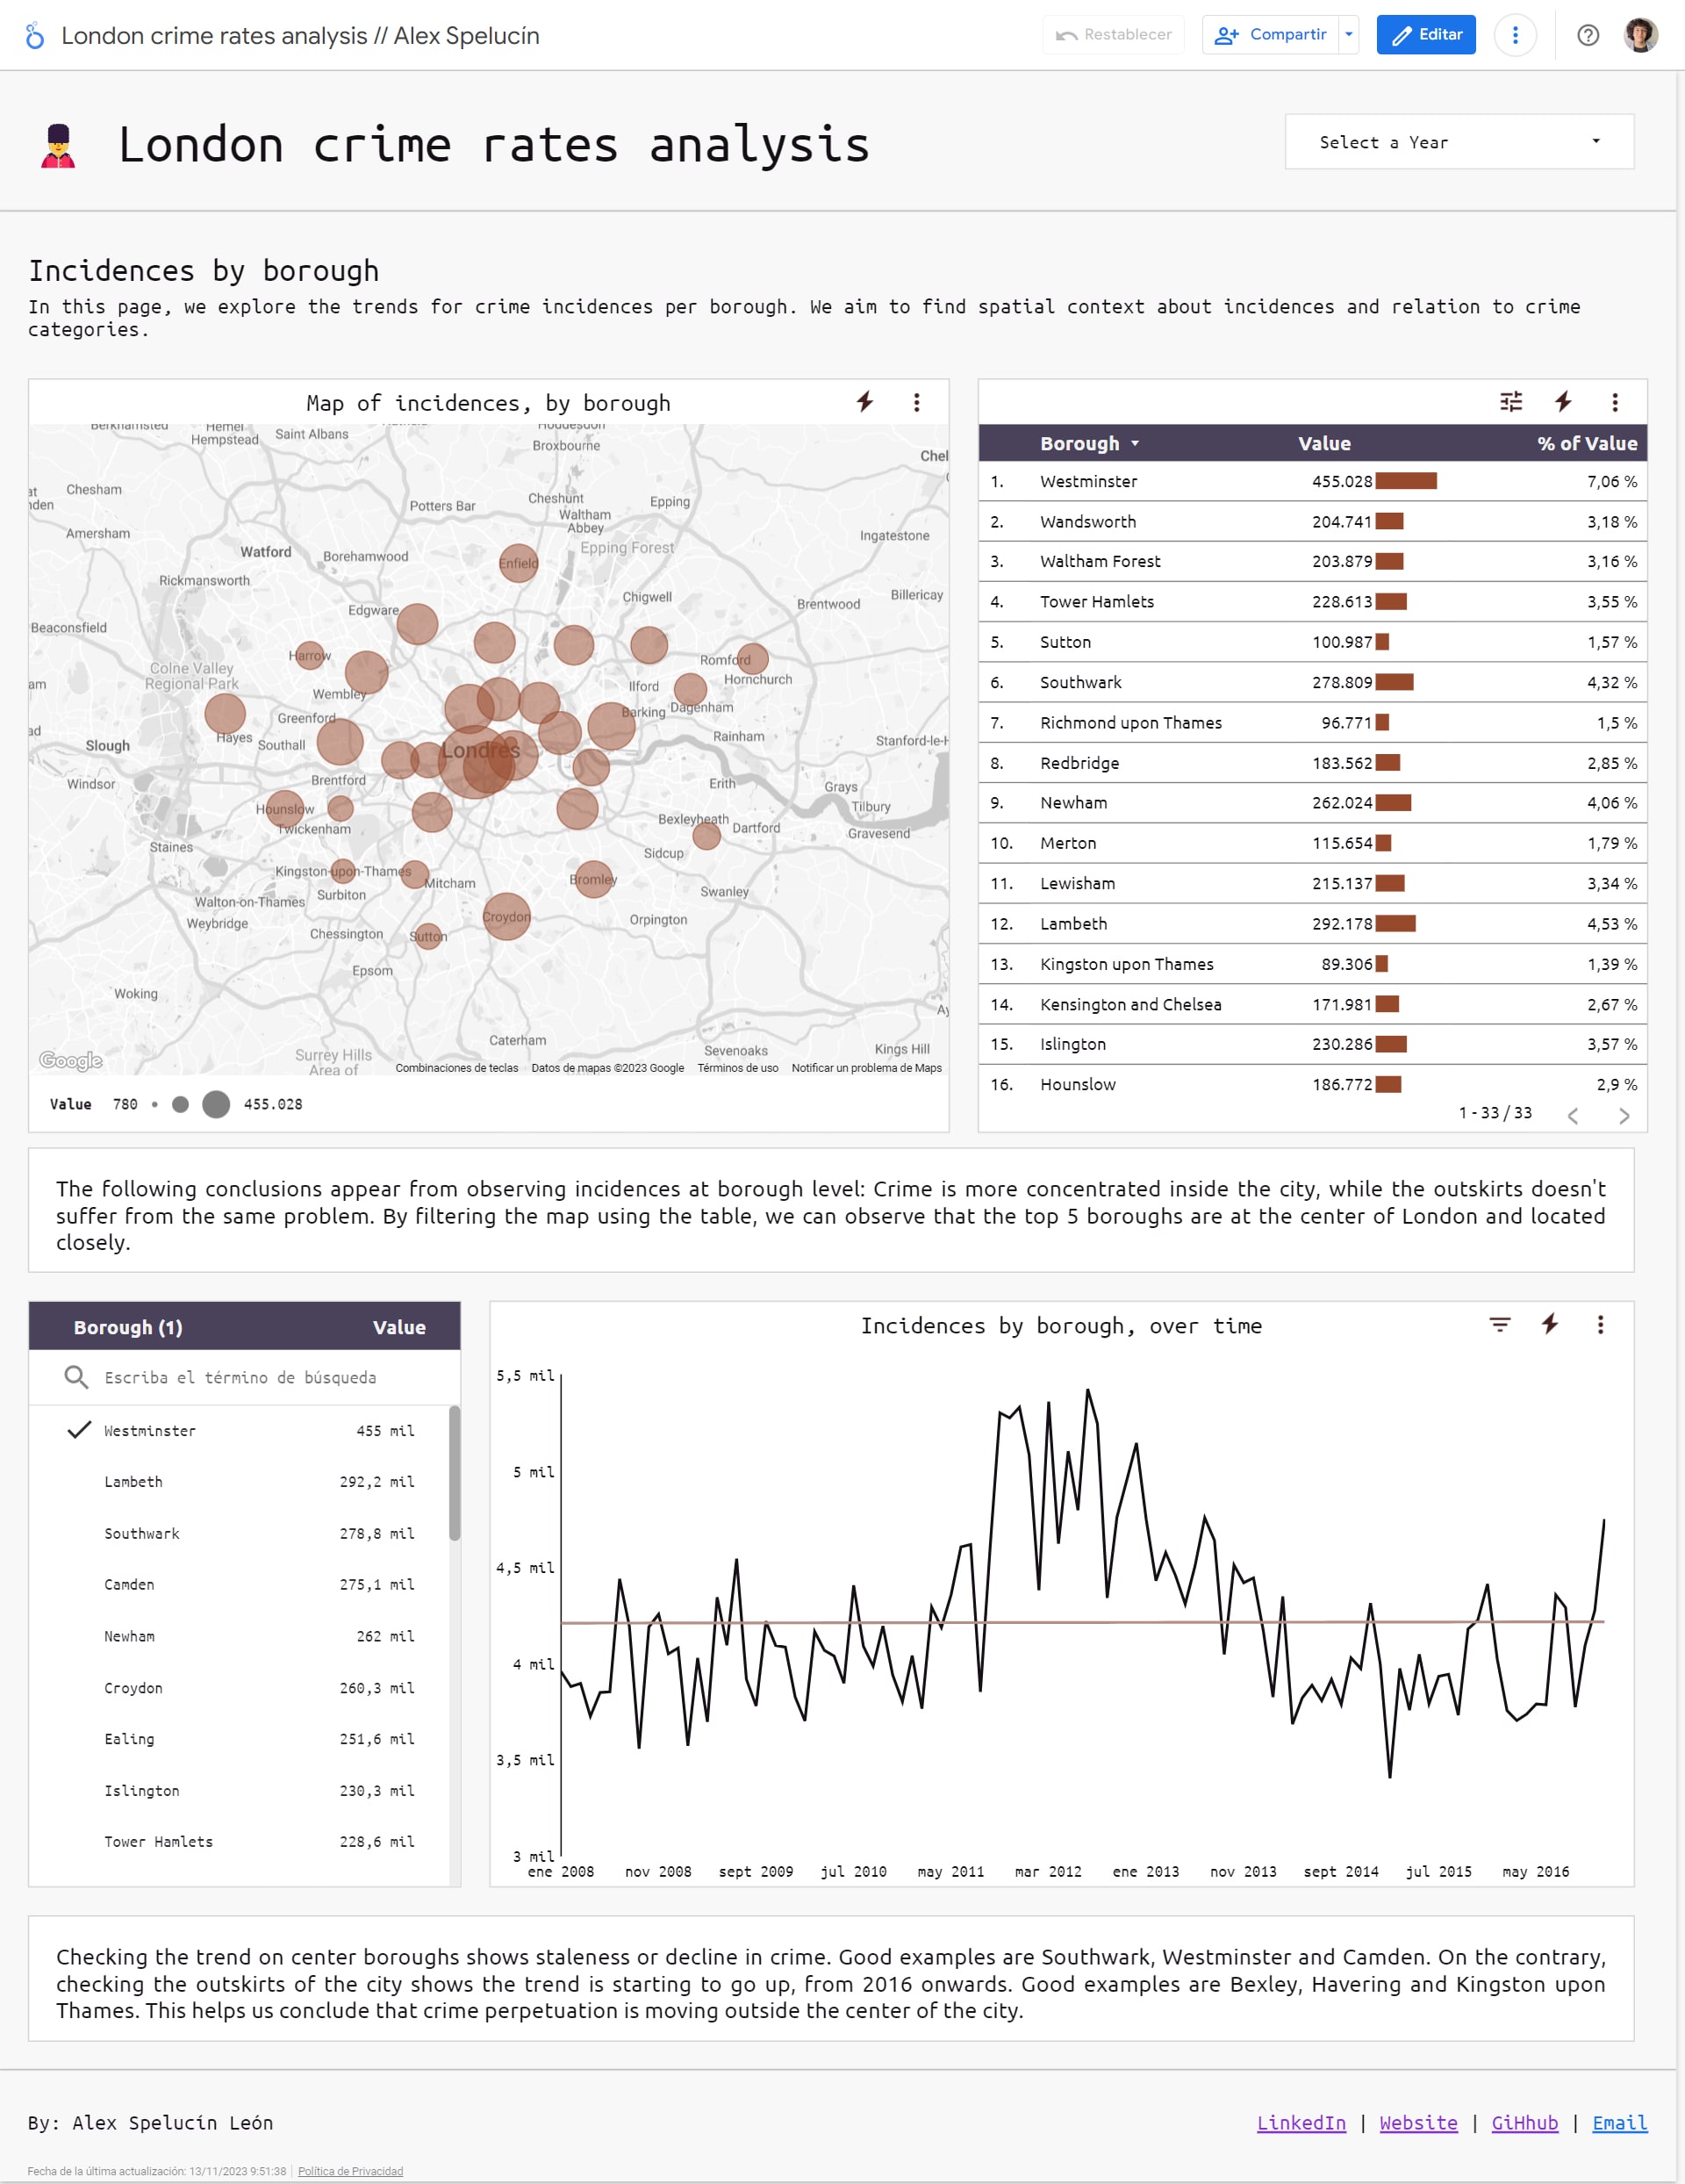 London crime rates analysis // Alex Spelucín
Restablecer
Compartir
Editar
London crime rates analysis
Select a Year
Incidences by borough
In this page, we explore the trends for crime incidences per borough. We aim to find spatial context about incidences and relation to crime
categories.
Map of incidences, by borough
Berkhamsted
Hemel
Hempstead
Saint Albans
Hoddesdon
Broxbourne
Chel
Chesham
Potters Bar
Cheshunt
Waltham
Abbey
Epping
Amersham
Watford
Borehamwood
Epping Forest
Ingatestone
Rickmansworth
Enfield
Chigwell
Billericay
Edgware
Brentwood
Beaconsfield
Harrow
Romford
Colne Valley
Regional Park
Hornchurch
Wembley
Ilford
Dagenham
Barking
Greenford
Hayes
Southall
Rainham
Stanford-le-H
Slough
Londres
Windsor
Brentford
Erith
Grays
Tilbury
Hounslow
Twickenham
Bexleyheath
Dartford
Gravesend
Staines
Sidcup
Kingston-upon-Thames
Mitcham
Bromley
Surbiton
Swanley
Walton-on-Thames
Weybridge
Croydon
Orpington
Chessington
Sutton
Epsom
Woking
Caterham
Sevenoaks
Kings Hill
Surrey Hills
Area of
Google
Combinaciones de teclas Datos de mapas ©2023 Google Términos de uso Notificar un problema de Maps
Value 780 455.028
Borough Value % of Value
1. Westminster 455.028 7,06 %
2. Wandsworth 204.741 3,18 %
3. Waltham Forest 203.879 3,16 %
4. Tower Hamlets 228.613 3,55 %
5. Sutton 100.987 1,57 %
6. Southwark 278.809 4,32 %
7. Richmond upon Thames 96.771 1,5 %
8. Redbridge 183.562 2,85 %
9. Newham 262.024 4,06 %
10. Merton 115.654 1,79 %
11. Lewisham 215.137 3,34 %
12. Lambeth 292.178 4,53 %
13. Kingston upon Thames 89.306 1,39 %
14. Kensington and Chelsea 171.981 2,67 %
15. Islington 230.286 3,57 %
16. Hounslow 186.772 2,9 %
1 - 33 / 33
The following conclusions appear from observing incidences at borough level: Crime is more concentrated inside the city, while the outskirts doesn't
suffer from the same problem. By filtering the map using the table, we can observe that the top 5 boroughs are at the center of London and located
closely.
Borough (1) Value
Escriba el término de búsqueda
Westminster 455 mil
Lambeth 292,2 mil
Southwark 278,8 mil
Camden 275,1 mil
Newham 262 mil
Croydon 260,3 mil
Ealing 251,6 mil
Islington 230,3 mil
Tower Hamlets 228,6 mil
Incidences by borough, over time
5,5 mil
5 mil
4,5 mil
4 mil
3,5 mil
3 mil
ene 2008 nov 2008 sept 2009 jul 2010 may 2011 mar 2012 ene 2013 nov 2013 sept 2014 jul 2015 may 2016
Checking the trend on center boroughs shows staleness or decline in crime. Good examples are Southwark, Westminster and Camden. On the contrary,
checking the outskirts of the city shows the trend is starting to go up, from 2016 onwards. Good examples are Bexley, Havering and Kingston upon
Thames. This helps us conclude that crime perpetuation is moving outside the center of the city.
By: Alex Spelucín León
LinkedIn | Website | GiHhub | Email
Fecha de la última actualización: 13/11/2023 9:51:38 | Política de Privacidad